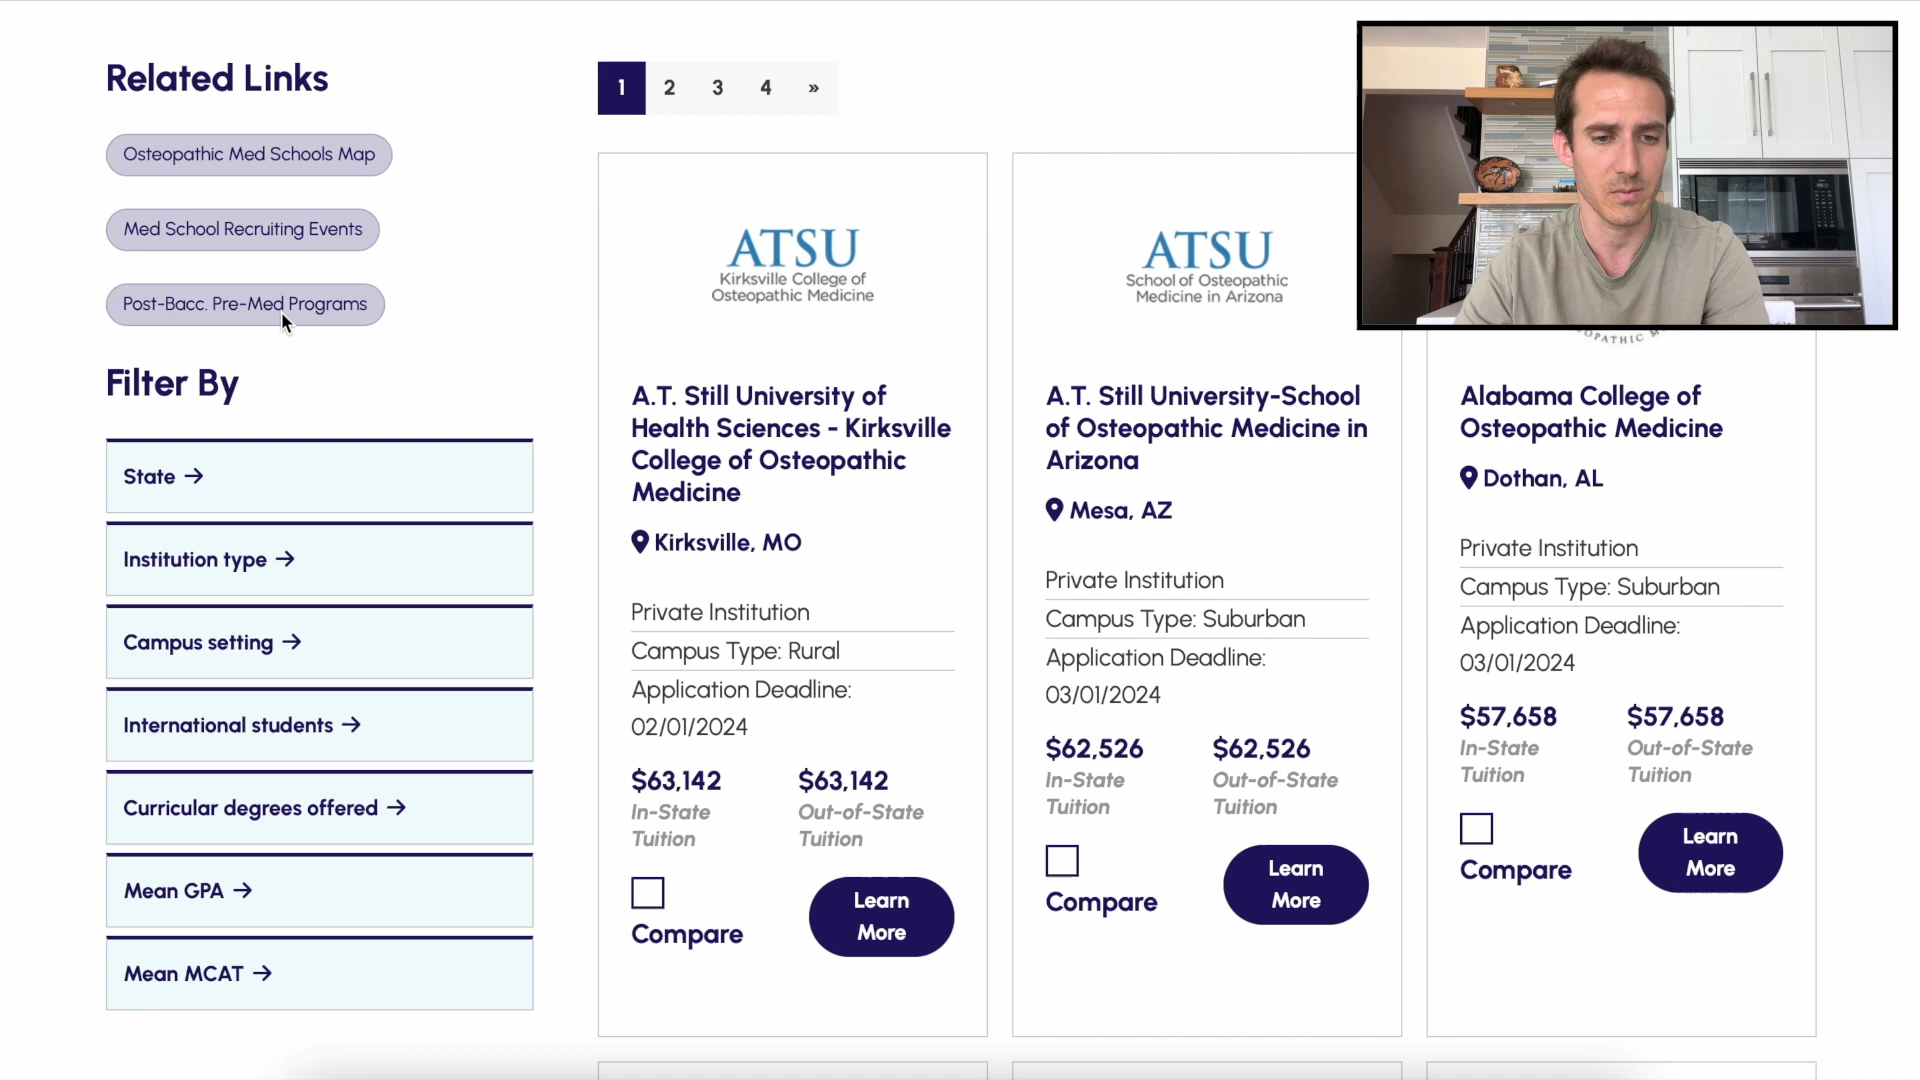 Related Links
Osteopathic Med Schools Map
Med School Recruiting Events
Post-Bacc. Pre-Med Programs
Filter By
State →
Institution type →
Campus setting →
International students →
Curricular degrees offered →
Mean GPA →
Mean MCAT →
1 2 3 4 »
ATSU
Kirksville College of
Osteopathic Medicine
A.T. Still University of
Health Sciences - Kirksville
College of Osteopathic
Medicine
Kirksville, MO
Private Institution
Campus Type: Rural
Application Deadline:
02/01/2024
$63,142 $63,142
In-State Out-of-State
Tuition Tuition
Compare
Learn
More
ATSU
School of Osteopathic
Medicine in Arizona
A.T. Still University-School
of Osteopathic Medicine in
Arizona
Mesa, AZ
Private Institution
Campus Type: Suburban
Application Deadline:
03/01/2024
$62,526 $62,526
In-State Out-of-State
Tuition Tuition
Compare
Learn
More
Alabama College of
Osteopathic Medicine
Dothan, AL
Private Institution
Campus Type: Suburban
Application Deadline:
03/01/2024
$57,658 $57,658
In-State Out-of-State
Tuition Tuition
Compare
Learn
More